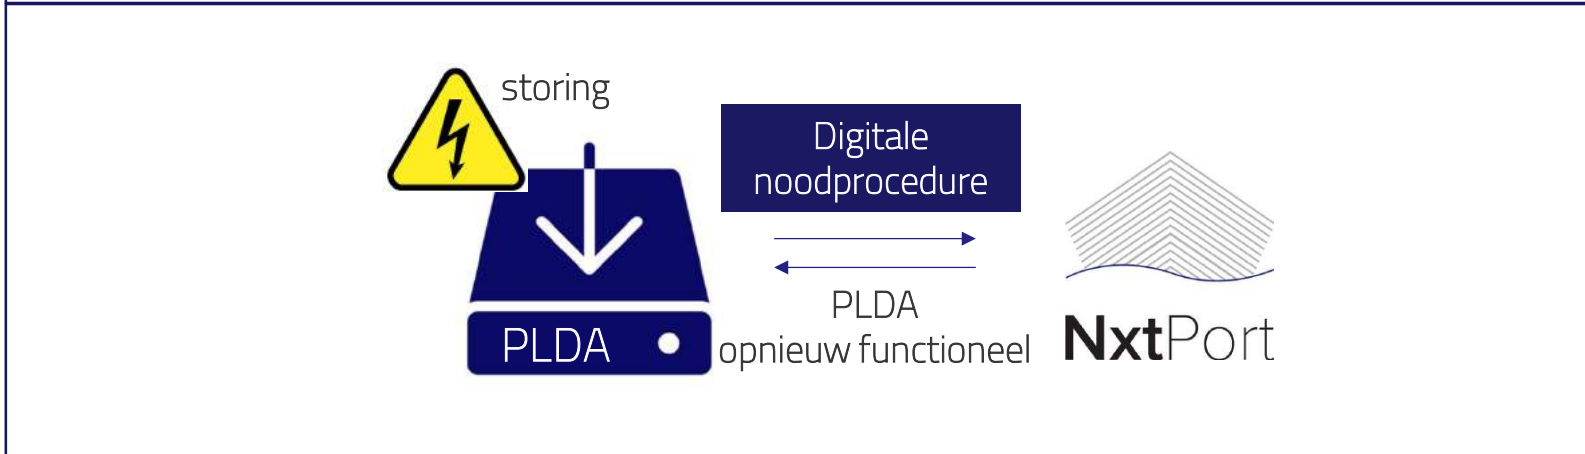 storing
Digitale
noodprocedure
PLDA
PLDA
opnieuw functioneel
NxtPort